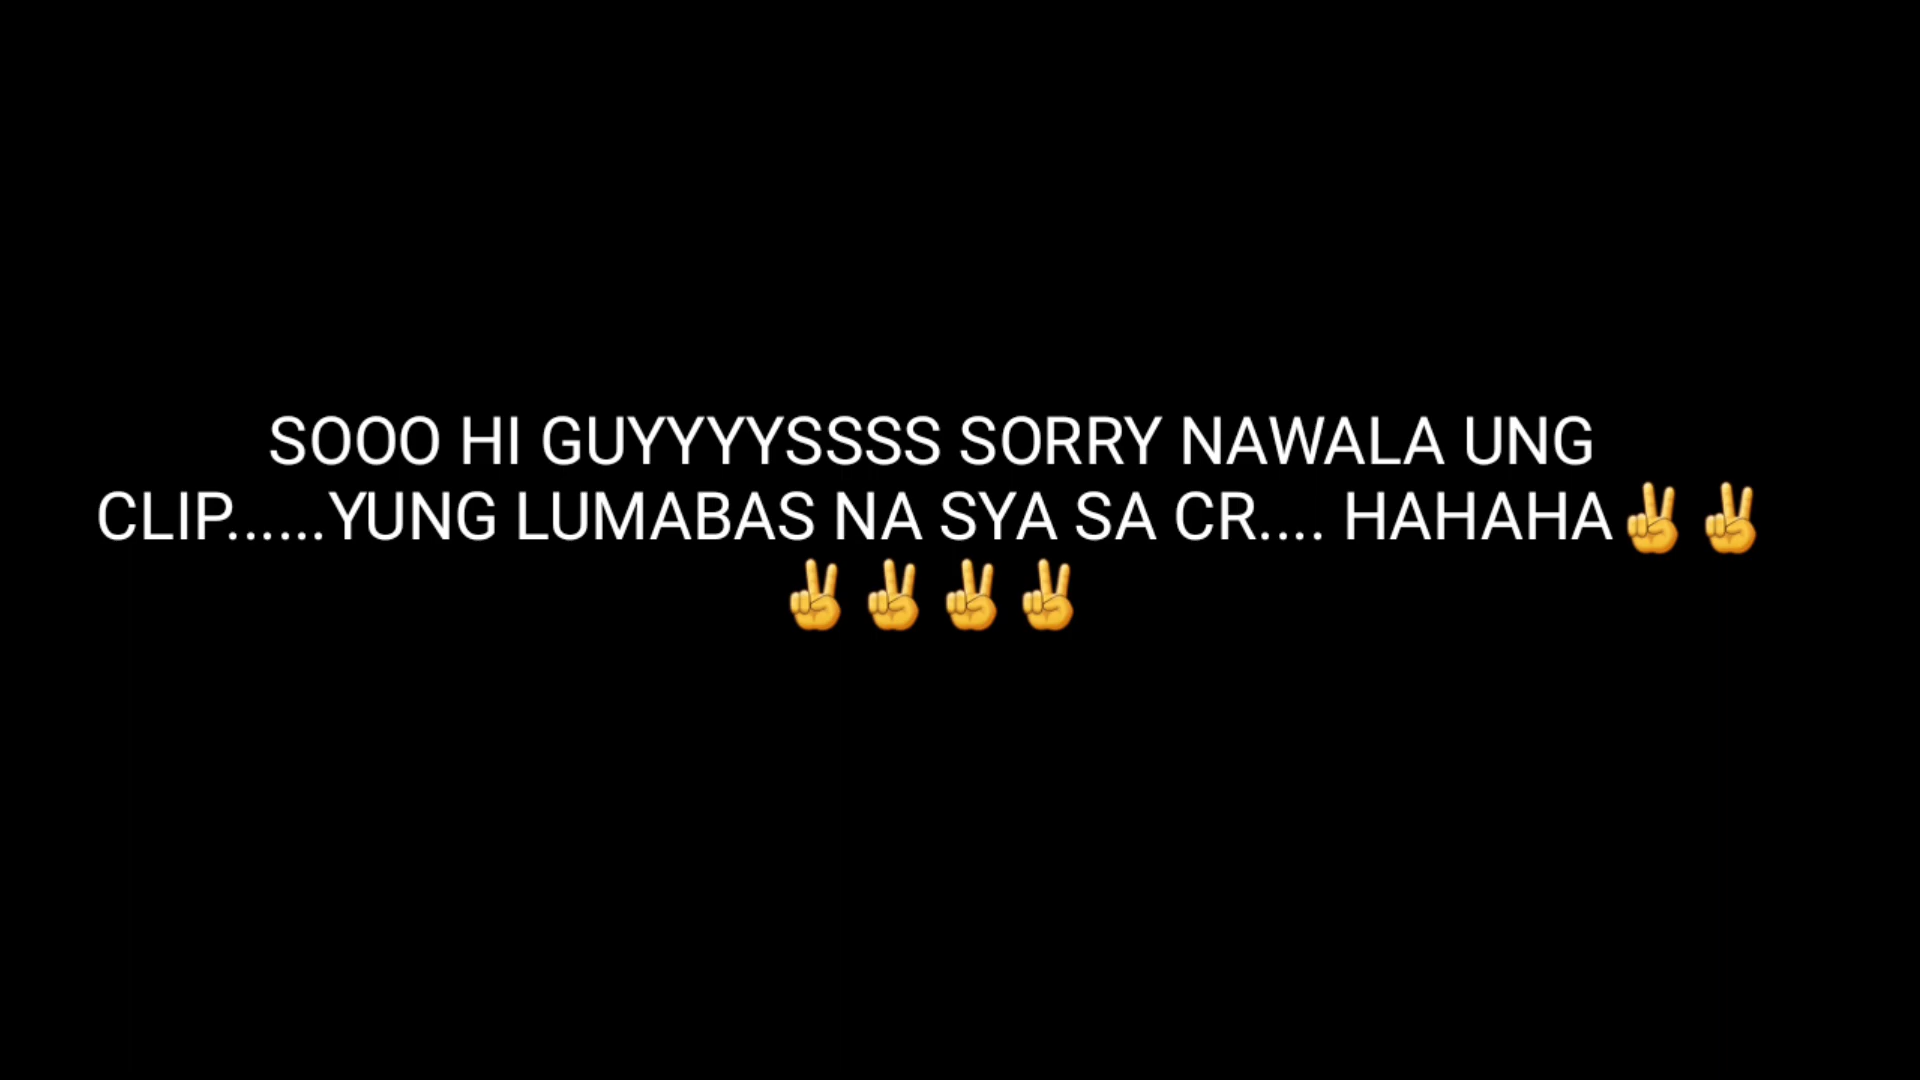 SOOO HI GUYYYYSSSS SORRY NAWALA UNG
CLIP......YUNG LUMABAS NA SYA SA CR.... HAHAHA✌✌
✌✌✌✌